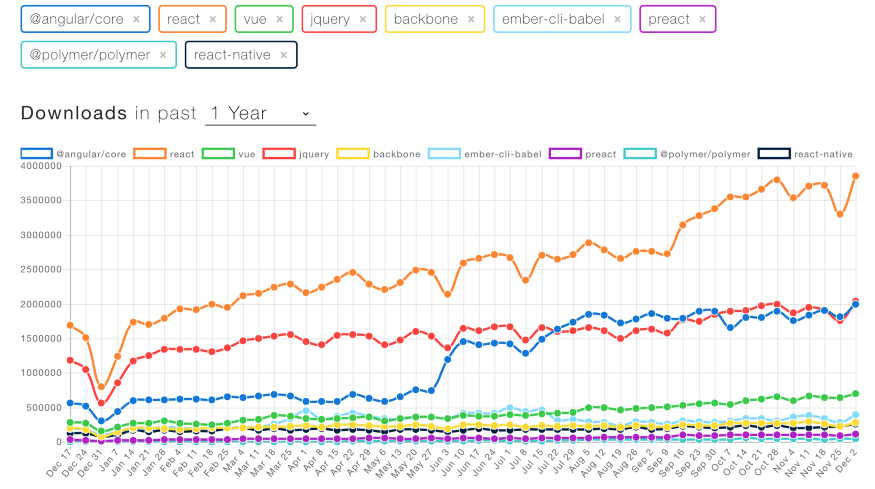 @angular/core × react × vue × jquery × backbone × ember-cli-babel × preact ×
@polymer/polymer × react-native ×
Downloads in past 1 Year
@angular/core react vue jquery backbone ember-cli-babel preact @polymer/polymer react-native
4000000
3500000
3000000
2500000
2000000
1500000
1000000
500000
0
Dec 17 Dec 24 Dec 31 Jan 7 Jan 14 Jan 21 Jan 28 Feb 4 Feb 11 Feb 18 Feb 25 Mar 4 Mar 11 Mar 18 Mar 25 Apr 1 Apr 8 Apr 15 Apr 22 Apr 29 May 6 May 13 May 20 May 27 Jun 3 Jun 10 Jun 17 Jun 24 Jul 1 Jul 8 Jul 15 Jul 22 Jul 29 Aug 5 Aug 12 Aug 19 Aug 26 Sep 2 Sep 9 Sep 16 Sep 23 Sep 30 Oct 7 Oct 14 Oct 21 Oct 28 Nov 4 Nov 11 Nov 18 Nov 25 Dec 2